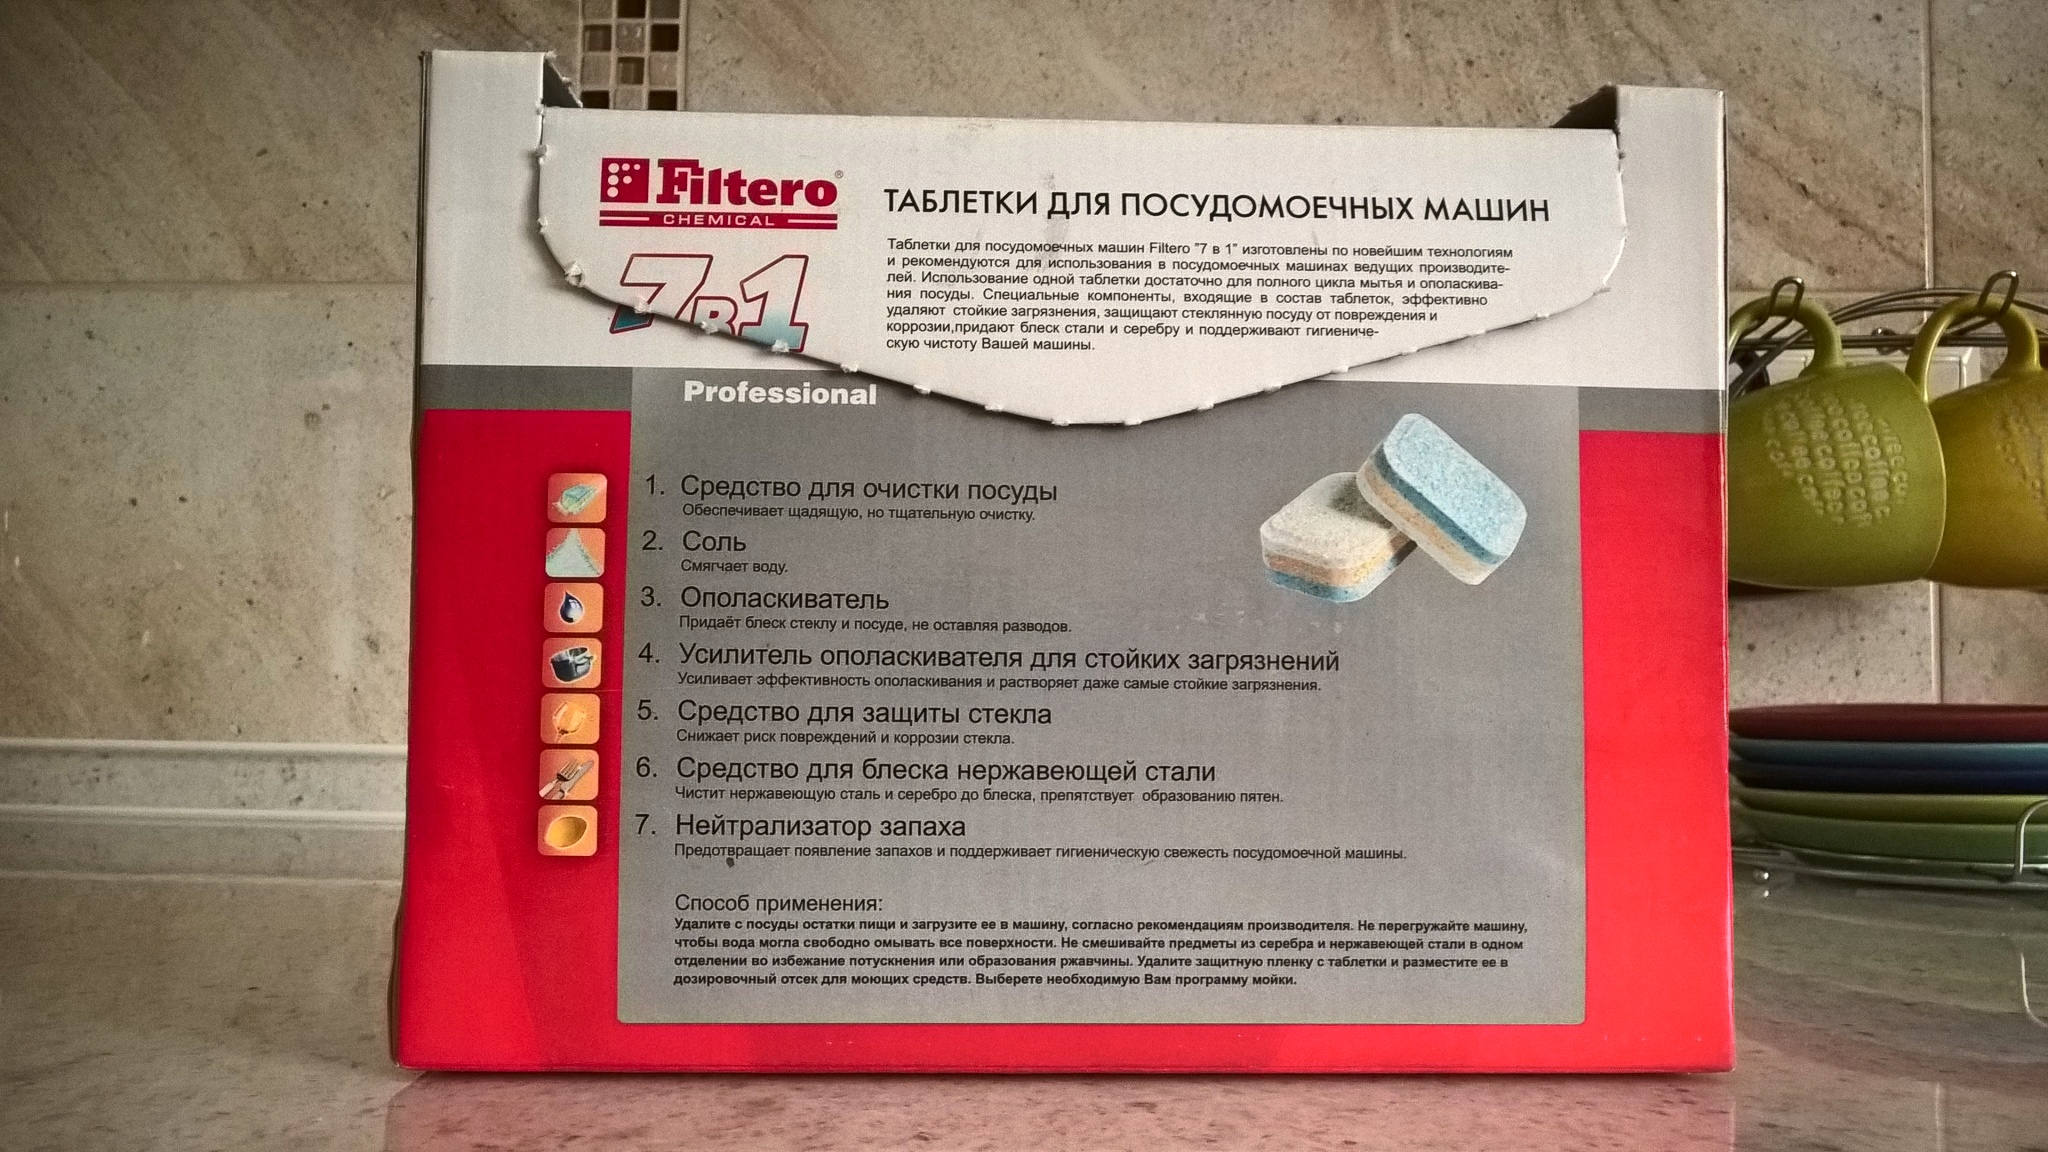 Filtero®
CHEMICAL
7 в 1
ТАБЛЕТКИ ДЛЯ ПОСУДОМОЕЧНЫХ МАШИН
Таблетки для посудомоечных машин Filtero "7 в 1" изготовлены по новейшим технологиям
и рекомендуются для использования в посудомоечных машинах ведущих производите-
лей. Использование одной таблетки достаточно для полного цикла мытья и ополаскива-
ния посуды. Специальные компоненты, входящие в состав таблеток, эффективно
удаляют стойкие загрязнения, защищают стеклянную посуду от повреждения и
коррозии,придают блеск стали и серебру и поддерживают гигиениче-
скую чистоту Вашей машины.
Professional
1. Средство для очистки посуды
Обеспечивает щадящую, но тщательную очистку.
2. Соль
Смягчает воду.
3. Ополаскиватель
Придаёт блеск стеклу и посуде, не оставляя разводов.
4. Усилитель ополаскивателя для стойких загрязнений
Усиливает эффективность ополаскивания и растворяет даже самые стойкие загрязнения.
5. Средство для защиты стекла
Снижает риск повреждений и коррозии стекла.
6. Средство для блеска нержавеющей стали
Чистит нержавеющую сталь и серебро до блеска, препятствует образованию пятен.
7. Нейтрализатор запаха
Предотвращает появление запахов и поддерживает гигиеническую свежесть посудомоечной машины.
Способ применения:
Удалите с посуды остатки пищи и загрузите ее в машину, согласно рекомендациям производителя. Не перегружайте машину,
чтобы вода могла свободно омывать все поверхности. Не смешивайте предметы из серебра и нержавеющей стали в одном
отделении во избежание потускнения или образования ржавчины. Удалите защитную пленку с таблетки и разместите ее в
дозировочный отсек для моющих средств. Выберете необходимую Вам программу мойки.